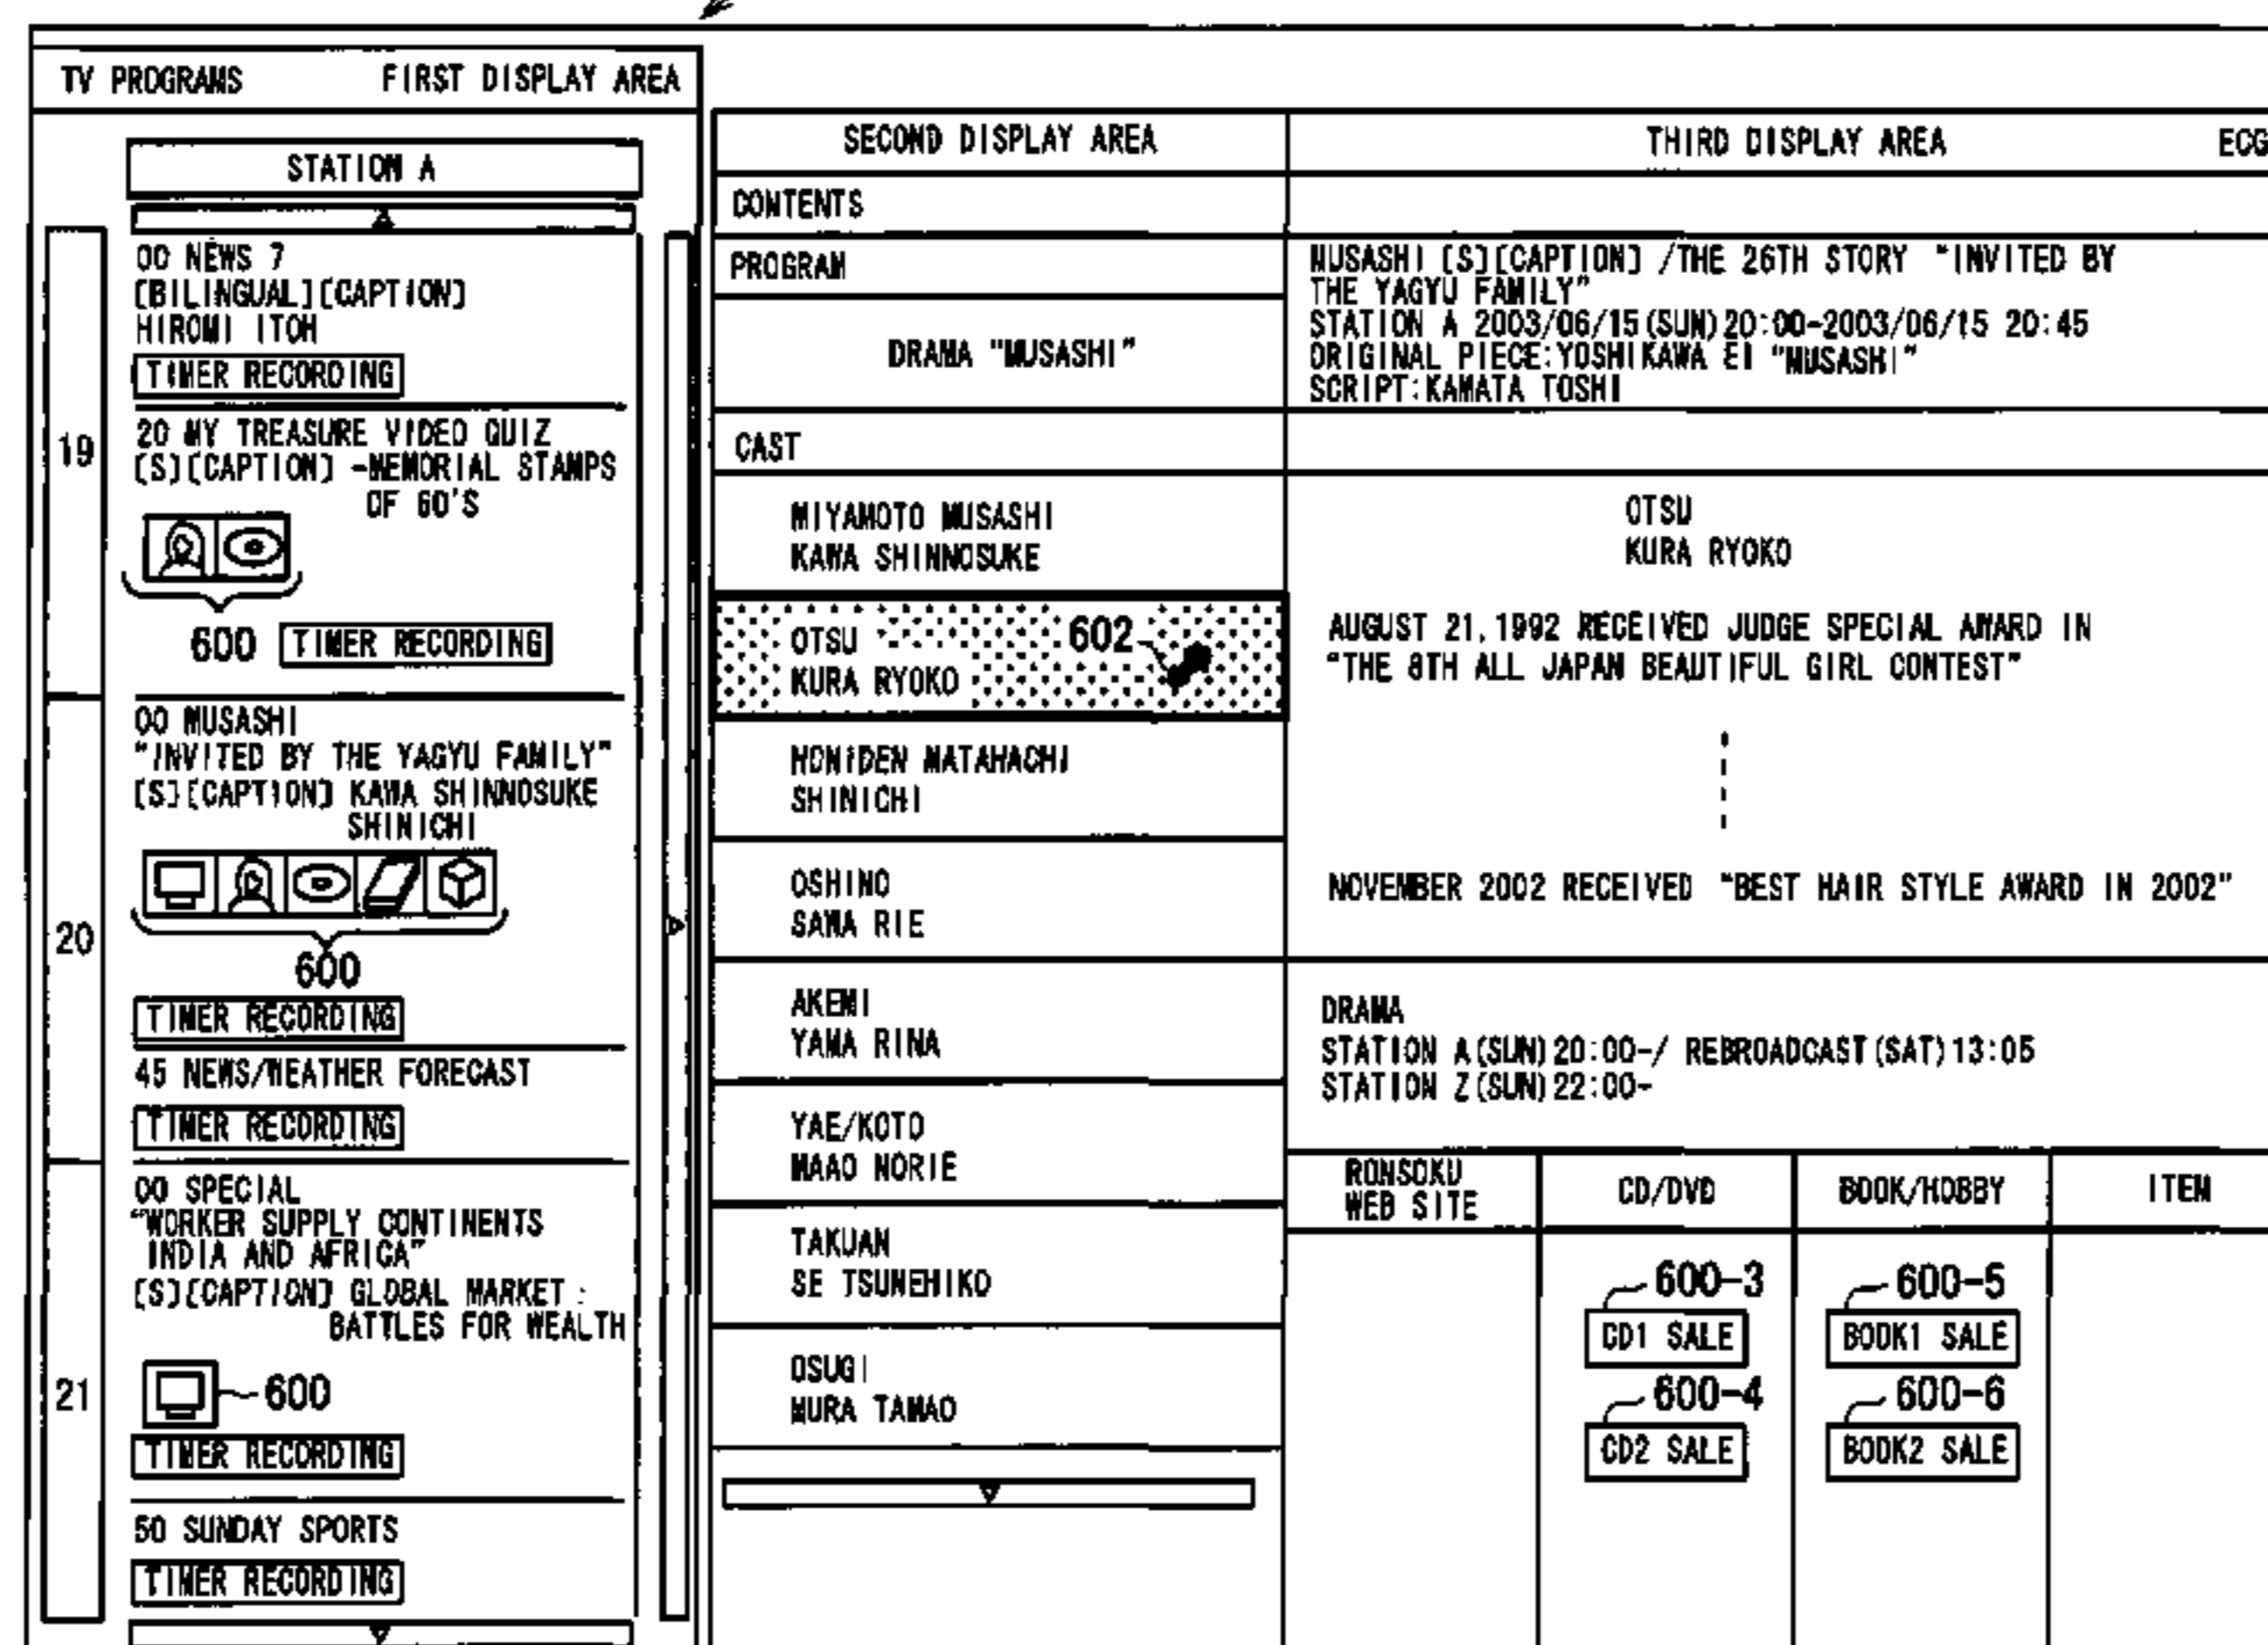 TV PROGRAMS FIRST DISPLAY AREA
STATION A
19
00 NEWS 7
[BILINGUAL][CAPTION]
HIROMI ITOH
TIMER RECORDING
20 MY TREASURE VIDEO QUIZ
[S][CAPTION] -MEMORIAL STAMPS
OF 60'S
600 TIMER RECORDING
20
00 MUSASHI
"INVITED BY THE YAGYU FAMILY"
[S][CAPTION] KAWA SHINNOSUKE
SHINICHI
600
TIMER RECORDING
45 NEWS/WEATHER FORECAST
TIMER RECORDING
21
00 SPECIAL
"WORKER SUPPLY CONTINENTS
INDIA AND AFRICA"
[S][CAPTION] GLOBAL MARKET :
BATTLES FOR WEALTH
600
TIMER RECORDING
50 SUNDAY SPORTS
TIMER RECORDING
SECOND DISPLAY AREA
CONTENTS
PROGRAM
DRAMA "MUSASHI"
CAST
MIYAMOTO MUSASHI
KAWA SHINNOSUKE
OTSU 602
KURA RYOKO
HONIDEN MATAHACHI
SHINICHI
OSHINO
SAWA RIE
AKEMI
YAMA RINA
YAE/KOTO
MAAO NORIE
TAKUAN
SE TSUNEHIKO
OSUGI
MURA TAMAO
THIRD DISPLAY AREA ECG
MUSASHI [S][CAPTION] /THE 26TH STORY "INVITED BY
THE YAGYU FAMILY"
STATION A 2003/06/15(SUN)20:00-2003/06/15 20:45
ORIGINAL PIECE:YOSHIKAWA EI "MUSASHI"
SCRIPT:KAMATA TOSHI
OTSU
KURA RYOKO
AUGUST 21,1992 RECEIVED JUDGE SPECIAL AWARD IN
"THE 8TH ALL JAPAN BEAUTIFUL GIRL CONTEST"
NOVEMBER 2002 RECEIVED "BEST HAIR STYLE AWARD IN 2002"
DRAMA
STATION A(SUN)20:00-/ REBROADCAST(SAT)13:05
STATION Z(SUN)22:00-
RONSOKU
WEB SITE
CD/DVD
BOOK/HOBBY
ITEM
600-3
CD1 SALE
600-4
CD2 SALE
600-5
BOOK1 SALE
600-6
BOOK2 SALE